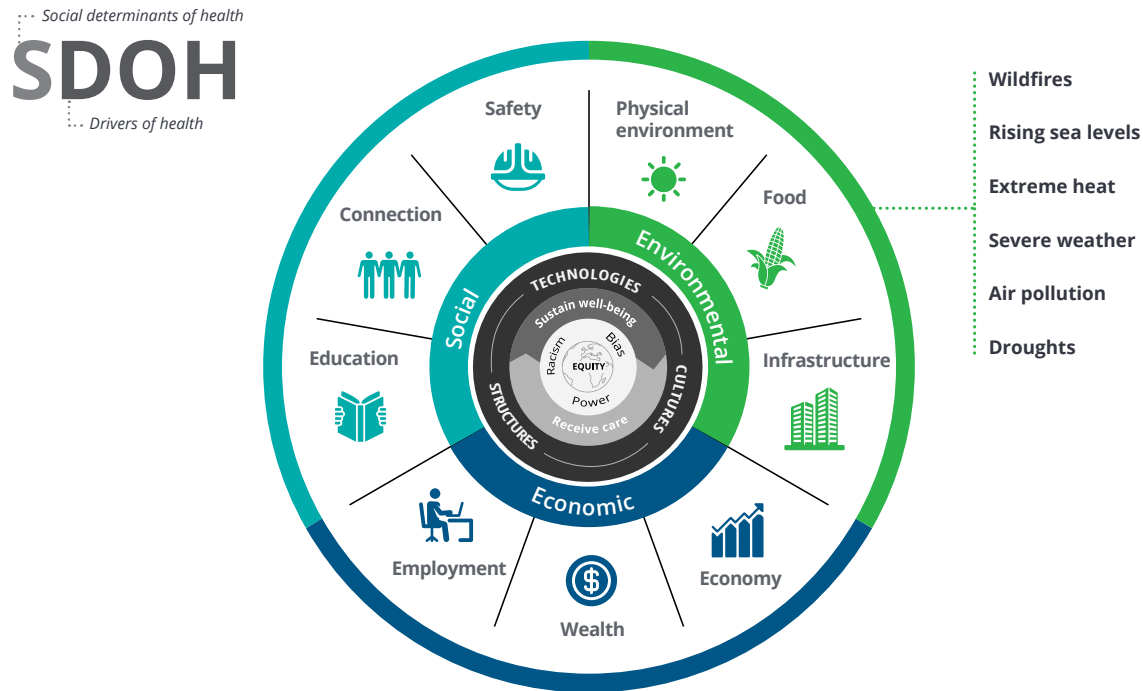 Social determinants of health
SDOH
Drivers of health
Safety
Physical
environment
Connection
Food
Education
Infrastructure
Employment
Wealth
Economy
Social
Environmental
Economic
TECHNOLOGIES
CULTURES
STRUCTURES
Sustain well-being
Receive care
Racism
Bias
Power
EQUITY
$
Wildfires
Rising sea levels
Extreme heat
Severe weather
Air pollution
Droughts